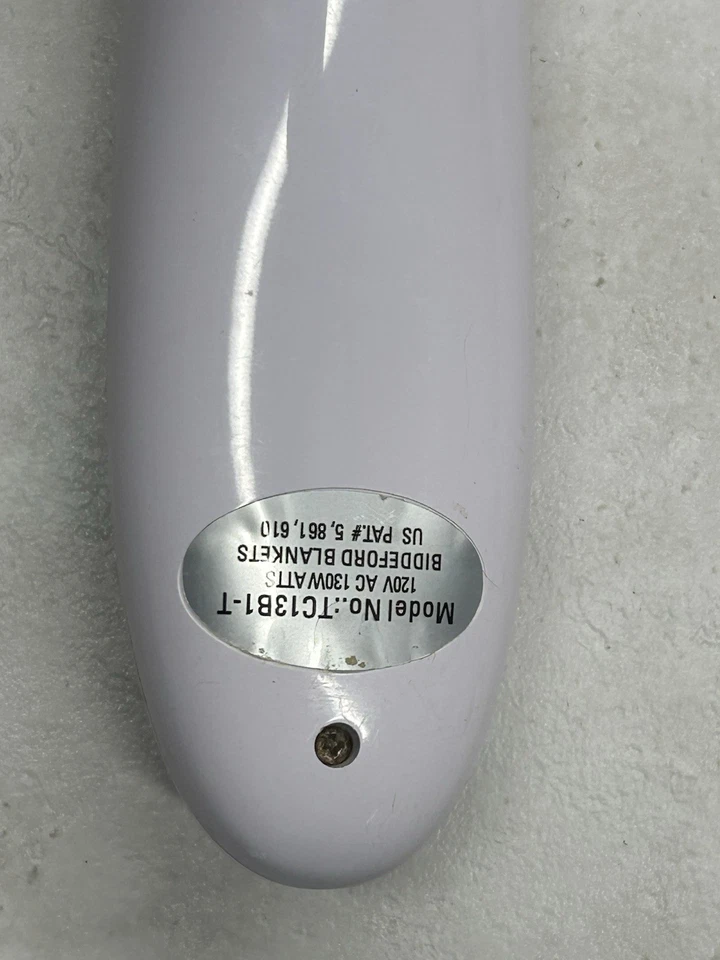 Model No.:TC13B1-T
120V AC 130WATTS
BIDDEFORD BLANKETS
US PAT.# 5, 861, 610